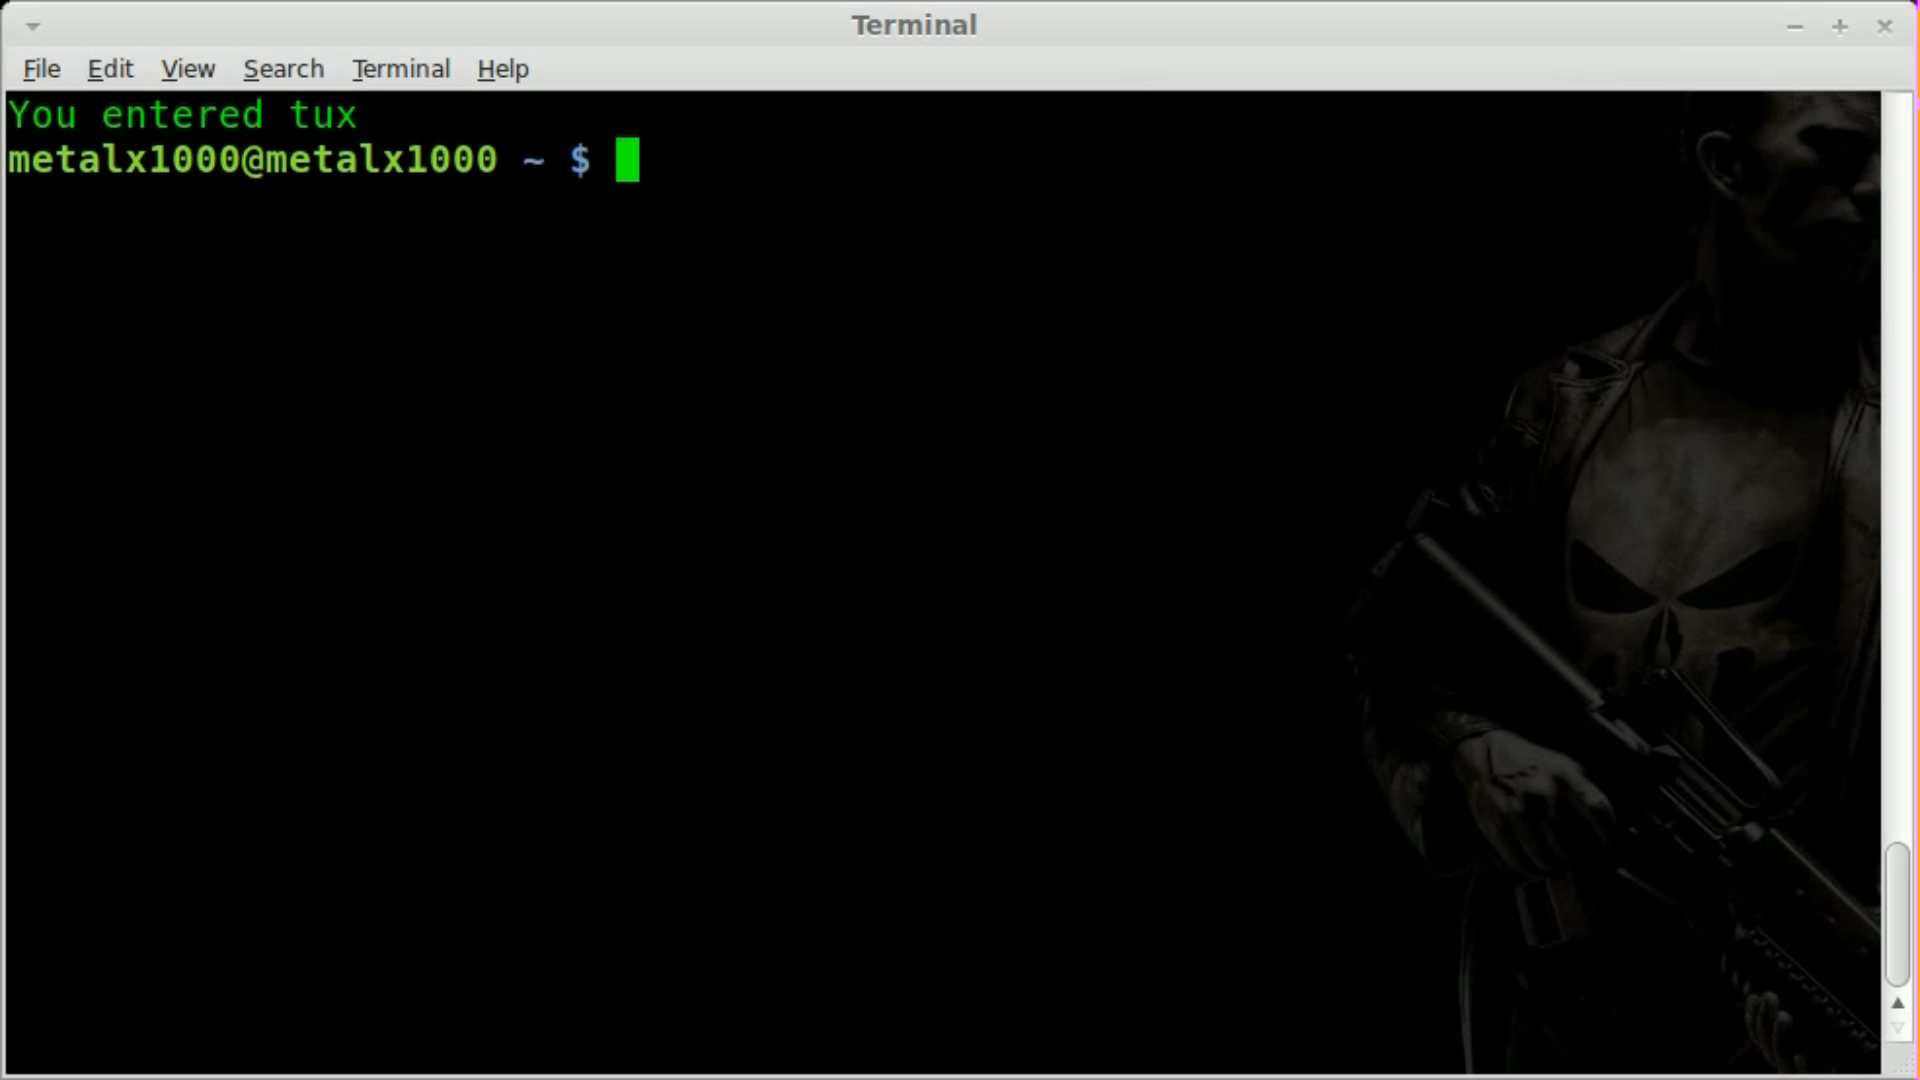 Terminal
File Edit View Search Terminal Help
You entered tux
metalx1000@metalx1000 ~ $